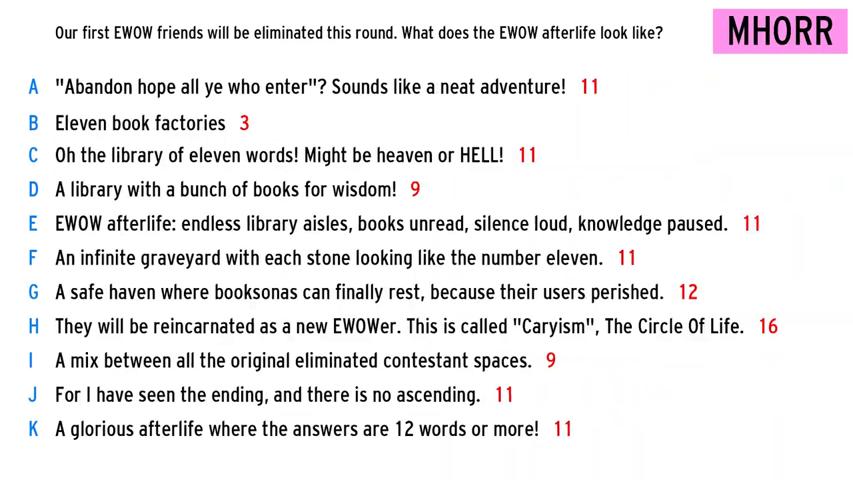 Our first EWOW friends will be eliminated this round. What does the EWOW afterlife look like?
MHORR
A "Abandon hope all ye who enter"? Sounds like a neat adventure! 11
B Eleven book factories 3
C Oh the library of eleven words! Might be heaven or HELL! 11
D A library with a bunch of books for wisdom! 9
E EWOW afterlife: endless library aisles, books unread, silence loud, knowledge paused. 11
F An infinite graveyard with each stone looking like the number eleven. 11
G A safe haven where booksonas can finally rest, because their users perished. 12
H They will be reincarnated as a new EWOWer. This is called "Caryism", The Circle Of Life. 16
I A mix between all the original eliminated contestant spaces. 9
J For I have seen the ending, and there is no ascending. 11
K A glorious afterlife where the answers are 12 words or more! 11